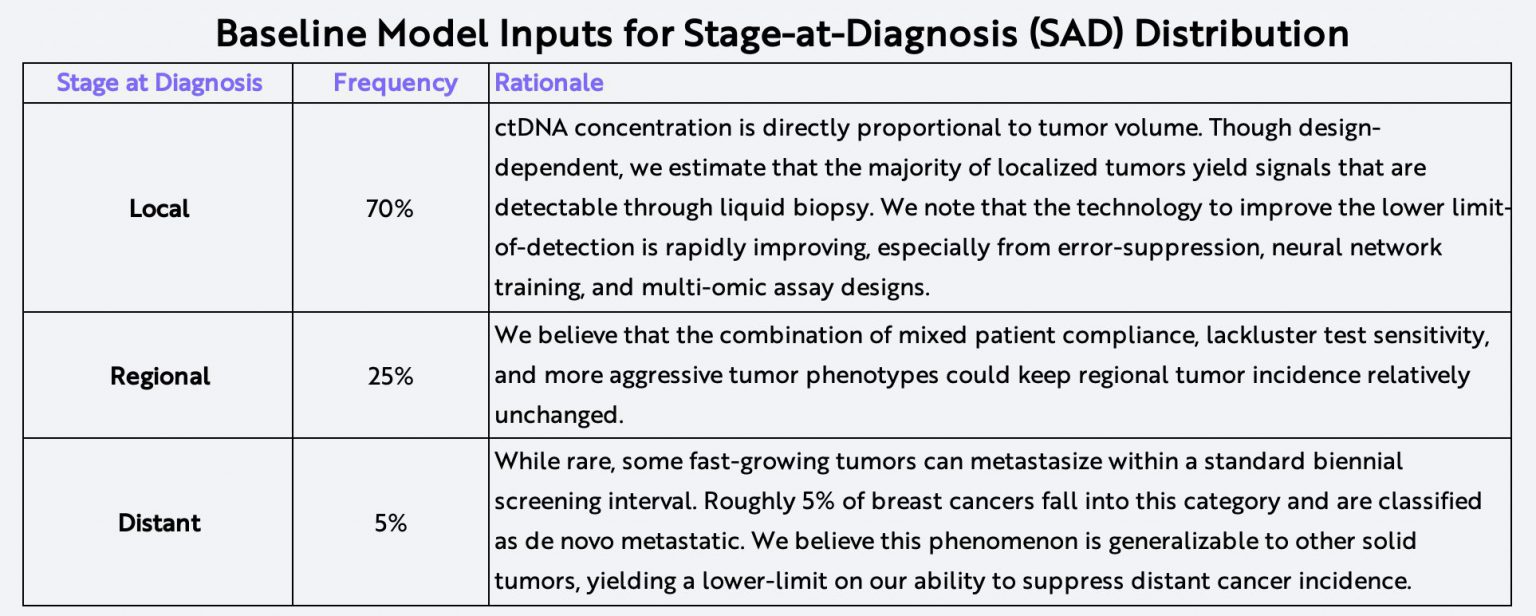 Baseline Model Inputs for Stage-at-Diagnosis (SAD) Distribution
Stage at Diagnosis Frequency Rationale
ctDNA concentration is directly proportional to tumor volume. Though design-
dependent, we estimate that the majority of localized tumors yield signals that are
Local 70% detectable through liquid biopsy. We note that the technology to improve the lower limit-
of-detection is rapidly improving, especially from error-suppression, neural network
training, and multi-omic assay designs.
We believe that the combination of mixed patient compliance, lackluster test sensitivity,
Regional 25% and more aggressive tumor phenotypes could keep regional tumor incidence relatively
unchanged.
While rare, some fast-growing tumors can metastasize within a standard biennial
screening interval. Roughly 5% of breast cancers fall into this category and are classified
Distant 5% as de novo metastatic. We believe this phenomenon is generalizable to other solid
tumors, yielding a lower-limit on our ability to suppress distant cancer incidence.